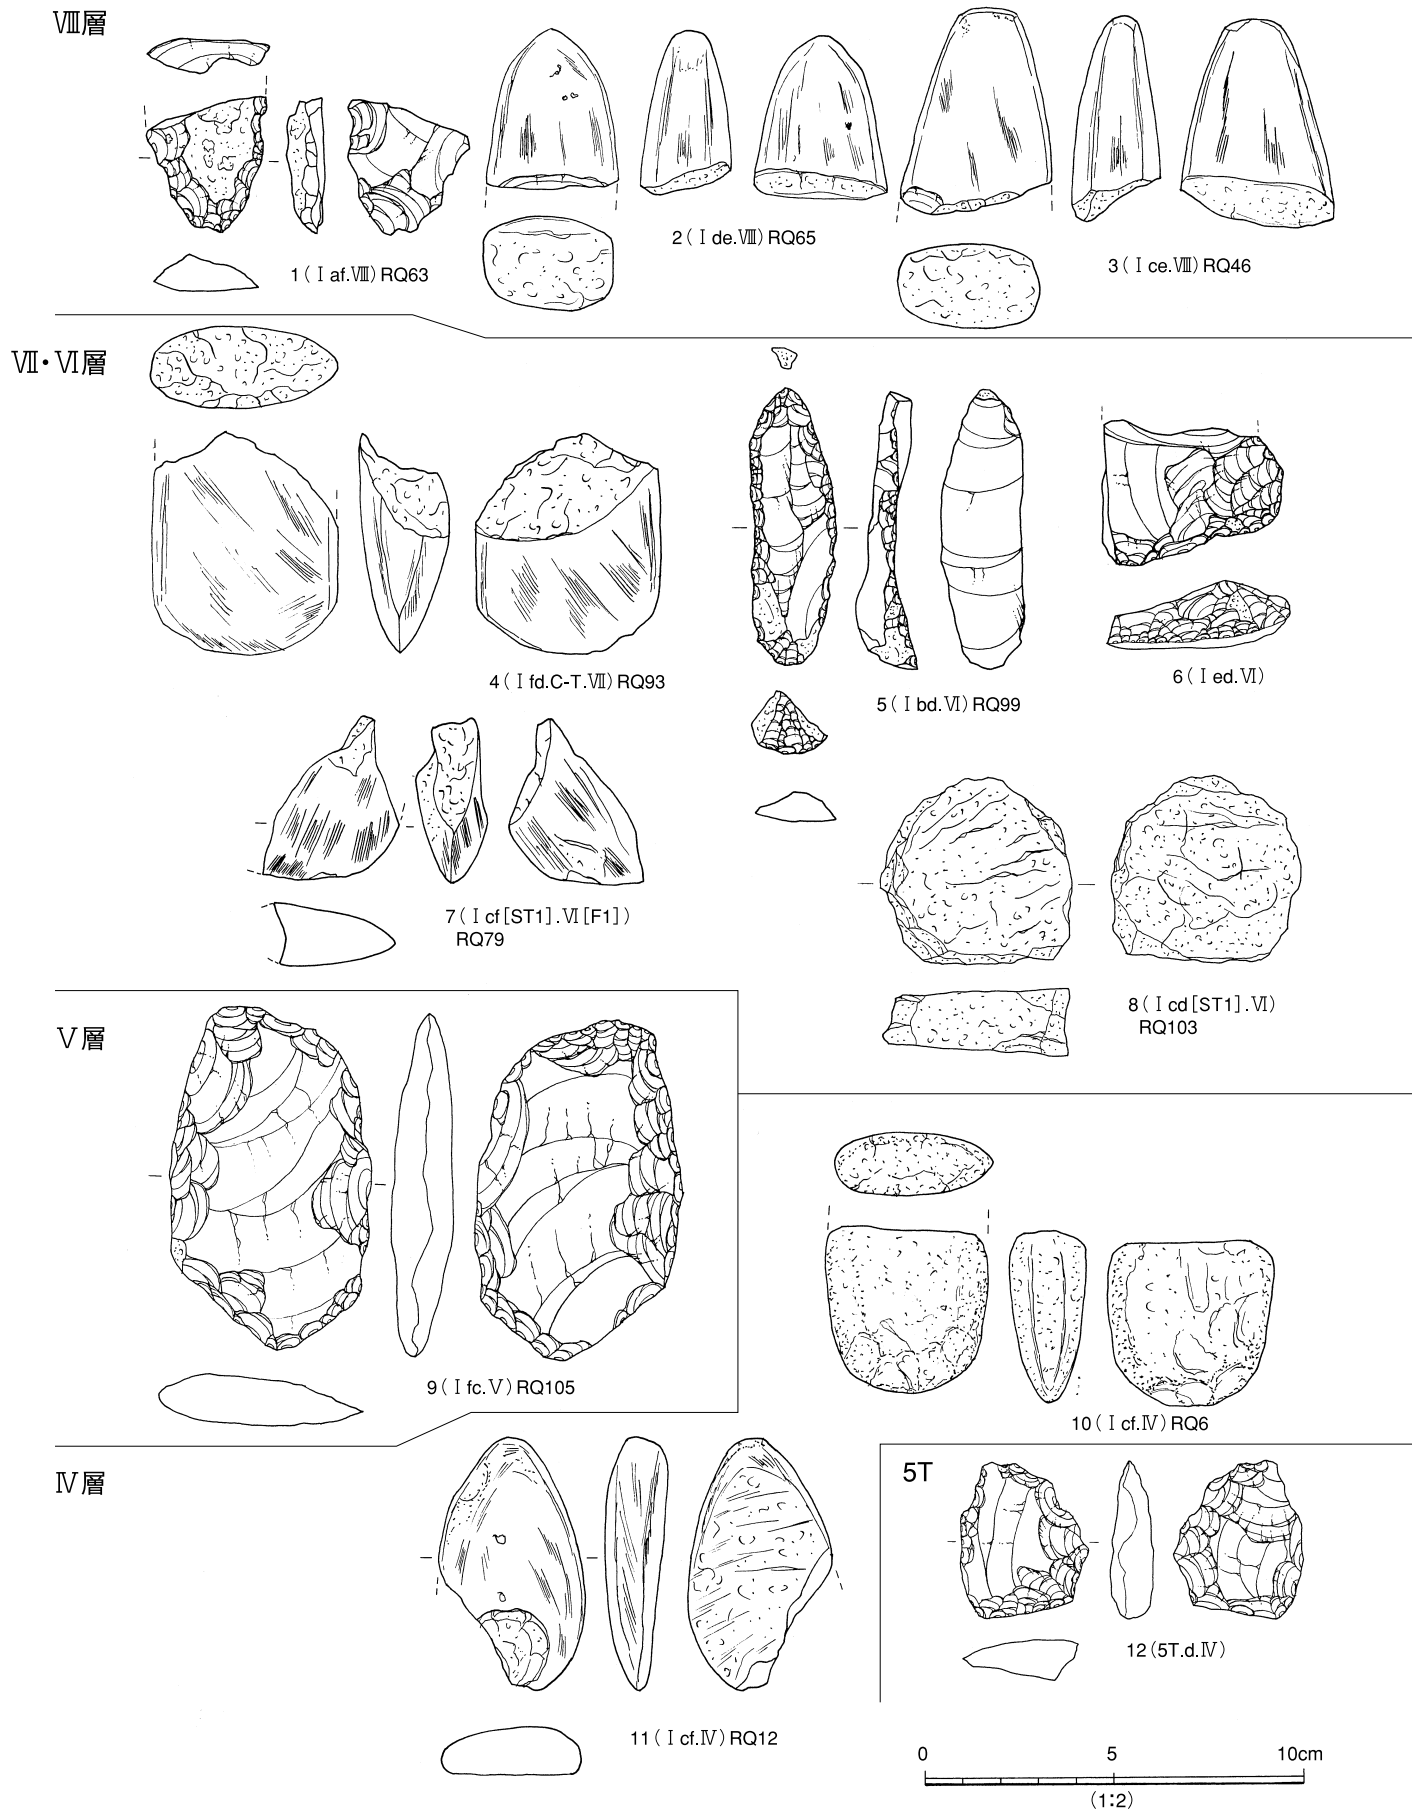 Ⅷ層
1(Ⅰaf.Ⅷ)RQ63
2(Ⅰde.Ⅷ)RQ65
3(Ⅰce.Ⅷ)RQ46
Ⅶ・Ⅵ層
4(Ⅰfd.C-T.Ⅶ)RQ93
5(Ⅰbd.Ⅵ)RQ99
6(Ⅰed.Ⅵ)
7(Ⅰcf[ST1].Ⅵ[F1])
RQ79
8(Ⅰcd[ST1].Ⅵ)
RQ103
Ⅴ層
9(Ⅰfc.Ⅴ)RQ105
10(Ⅰcf.Ⅳ)RQ6
Ⅳ層
11(Ⅰcf.Ⅳ)RQ12
5T
12(5T.d.Ⅳ)
0 5 10cm
(1:2)